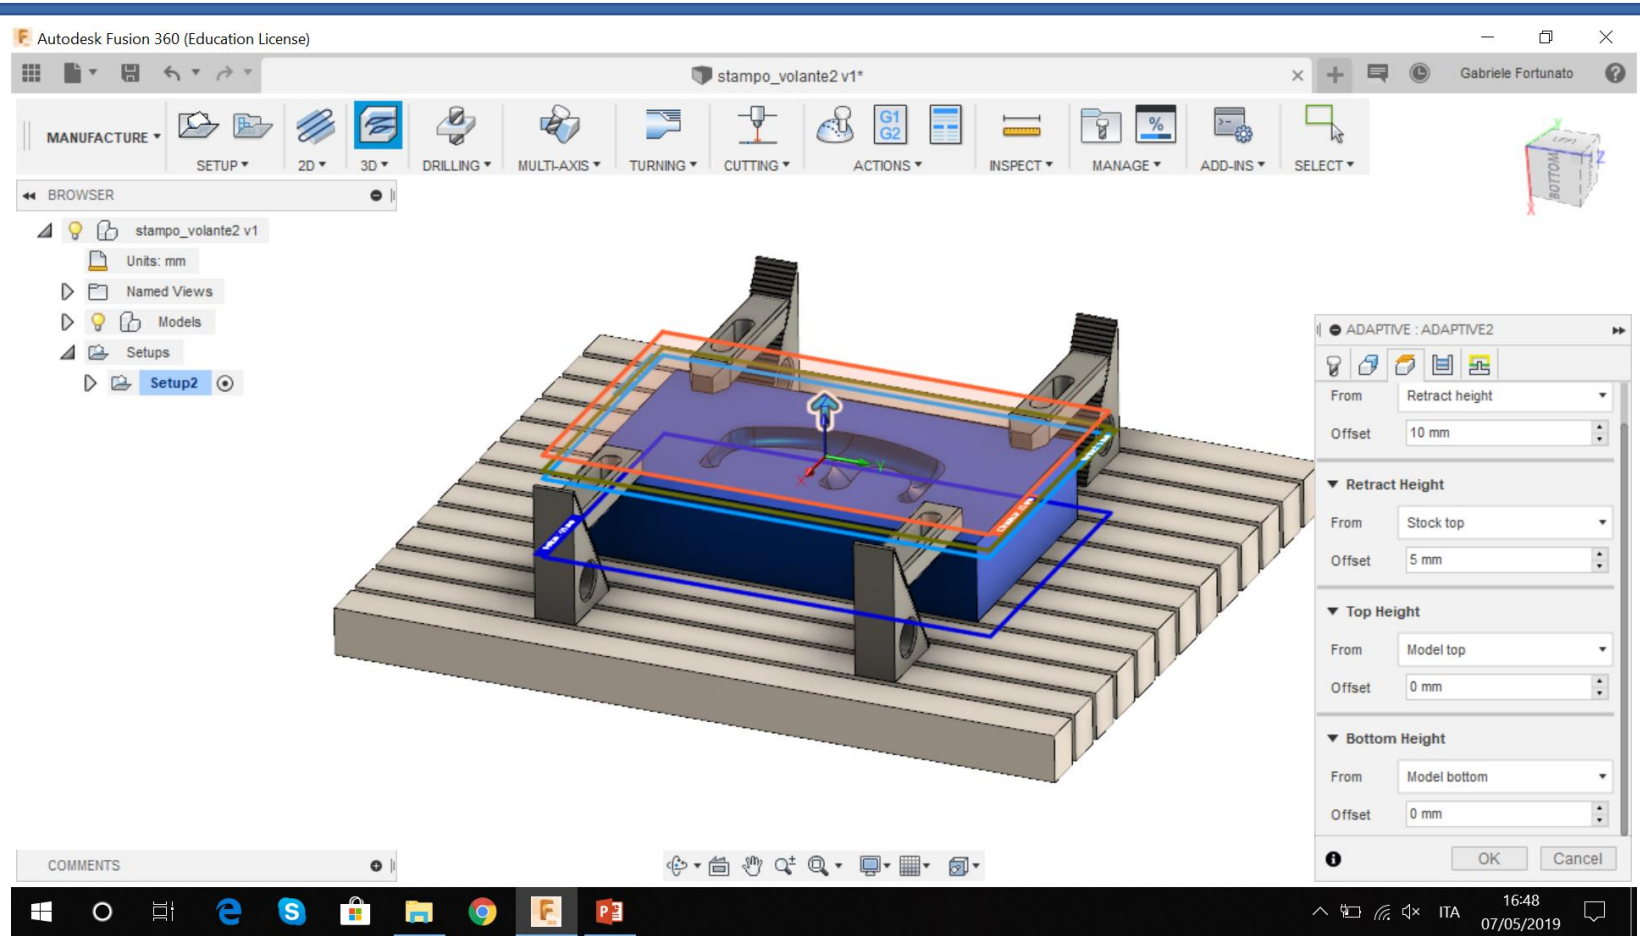 Autodesk Fusion 360 (Education License)
stampo_volante2 v1*
Gabriele Fortunato
MANUFACTURE
SETUP
2D
3D
DRILLING
MULTI-AXIS
TURNING
CUTTING
G1
G2
ACTIONS
INSPECT
%
MANAGE
ADD-INS
SELECT
BROWSER
stampo_volante2 v1
Units: mm
Named Views
Models
Setups
Setup2
BOTTOM
Y
Z
X
Y
X
ADAPTIVE : ADAPTIVE2
From Retract height
Offset 10 mm
Retract Height
From Stock top
Offset 5 mm
Top Height
From Model top
Offset 0 mm
Bottom Height
From Model bottom
Offset 0 mm
OK Cancel
COMMENTS
ITA
16:48
07/05/2019